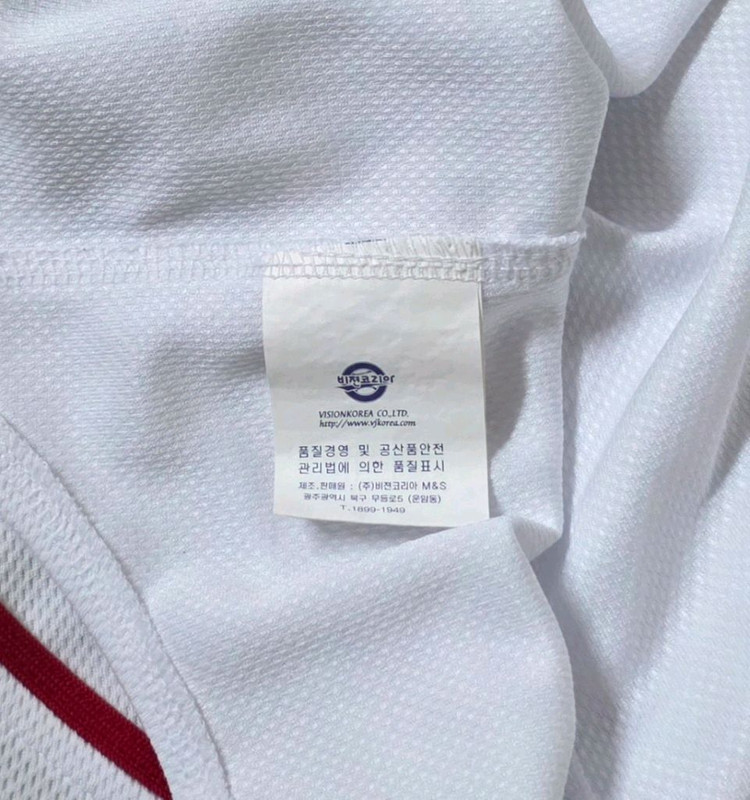 비젼코리아
VISIONKOREA CO.,LTD.
http://www.vjkorea.com
품질경영 및 공산품안전
관리법에 의한 품질표시
제조.판매원 : (주)비젼코리아 M&S
광주광역시 북구 무등로5 (운암동)
T.1899-1949